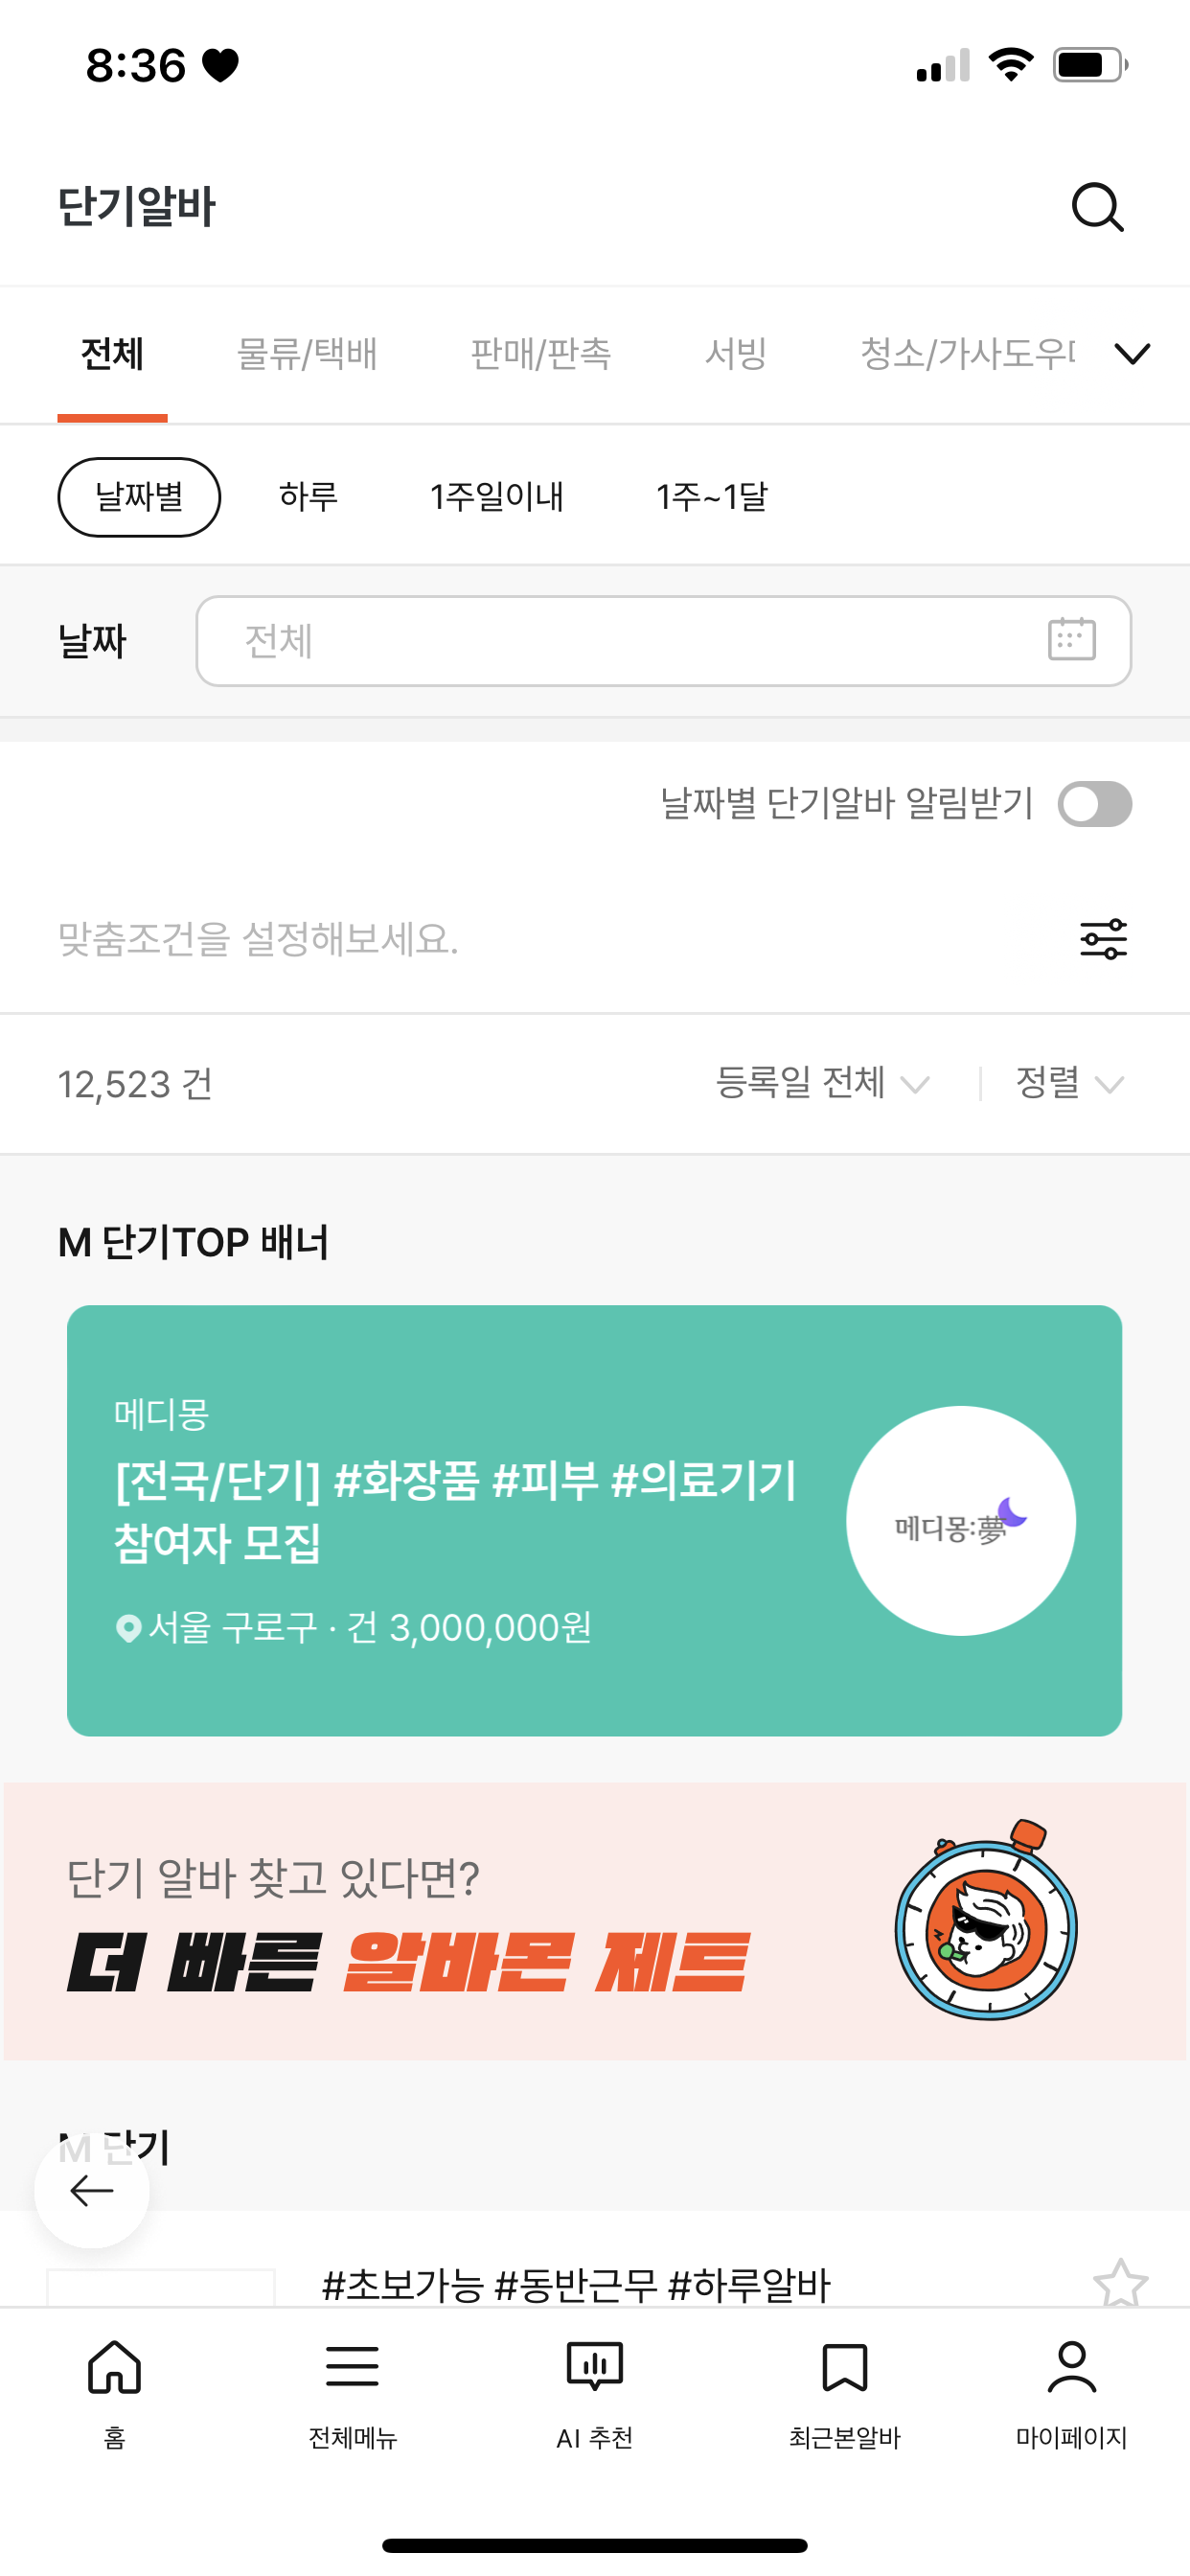 8:36
단기알바
전체 물류/택배 판매/판촉 서빙 청소/가사도우
날짜별 하루 1주일이내 1주~1달
날짜 전체
날짜별 단기알바 알림받기
맞춤조건을 설정해보세요.
12,523 건 등록일 전체 정렬
M 단기TOP 배너
메디몽
[전국/단기] #화장품 #피부 #의료기기
참여자 모집
메디몽:夢
서울 구로구 · 건 3,000,000원
단기 알바 찾고 있다면?
더 빠른 알바몬 제트
M 단기
#초보가능 #동반근무 #하루알바
홈 전체메뉴 AI 추천 최근본알바 마이페이지